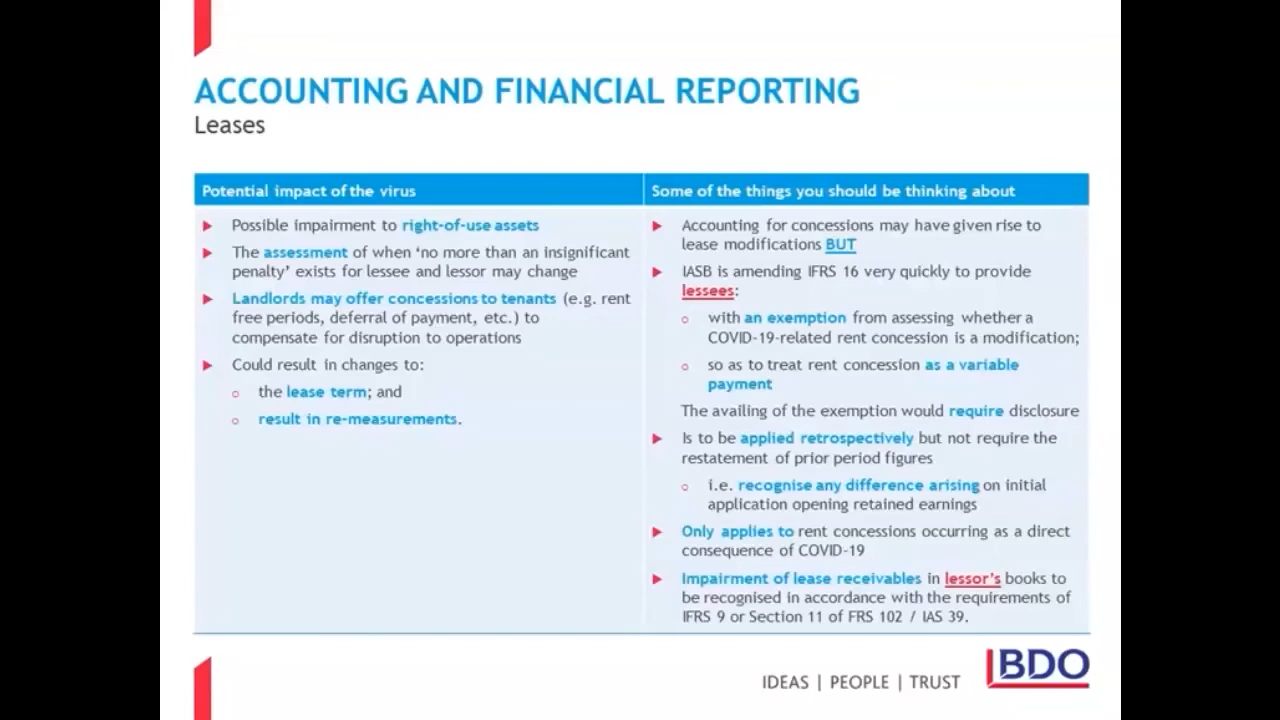 ACCOUNTING AND FINANCIAL REPORTING
Leases
Potential impact of the virus
Possible impairment to right-of-use assets
The assessment of when ‘no more than an insignificant
penalty’ exists for lessee and lessor may change
Landlords may offer concessions to tenants (e.g. rent
free periods, deferral of payment, etc.) to
compensate for disruption to operations
Could result in changes to:
the lease term; and
result in re-measurements.
Some of the things you should be thinking about
Accounting for concessions may have given rise to
lease modifications BUT
IASB is amending IFRS 16 very quickly to provide
lessees:
with an exemption from assessing whether a
COVID-19-related rent concession is a modification;
so as to treat rent concession as a variable
payment
The availing of the exemption would require disclosure
Is to be applied retrospectively but not require the
restatement of prior period figures
i.e. recognise any difference arising on initial
application opening retained earnings
Only applies to rent concessions occurring as a direct
consequence of COVID-19
Impairment of lease receivables in lessor’s books to
be recognised in accordance with the requirements of
IFRS 9 or Section 11 of FRS 102 / IAS 39.
IDEAS | PEOPLE | TRUST
BDO